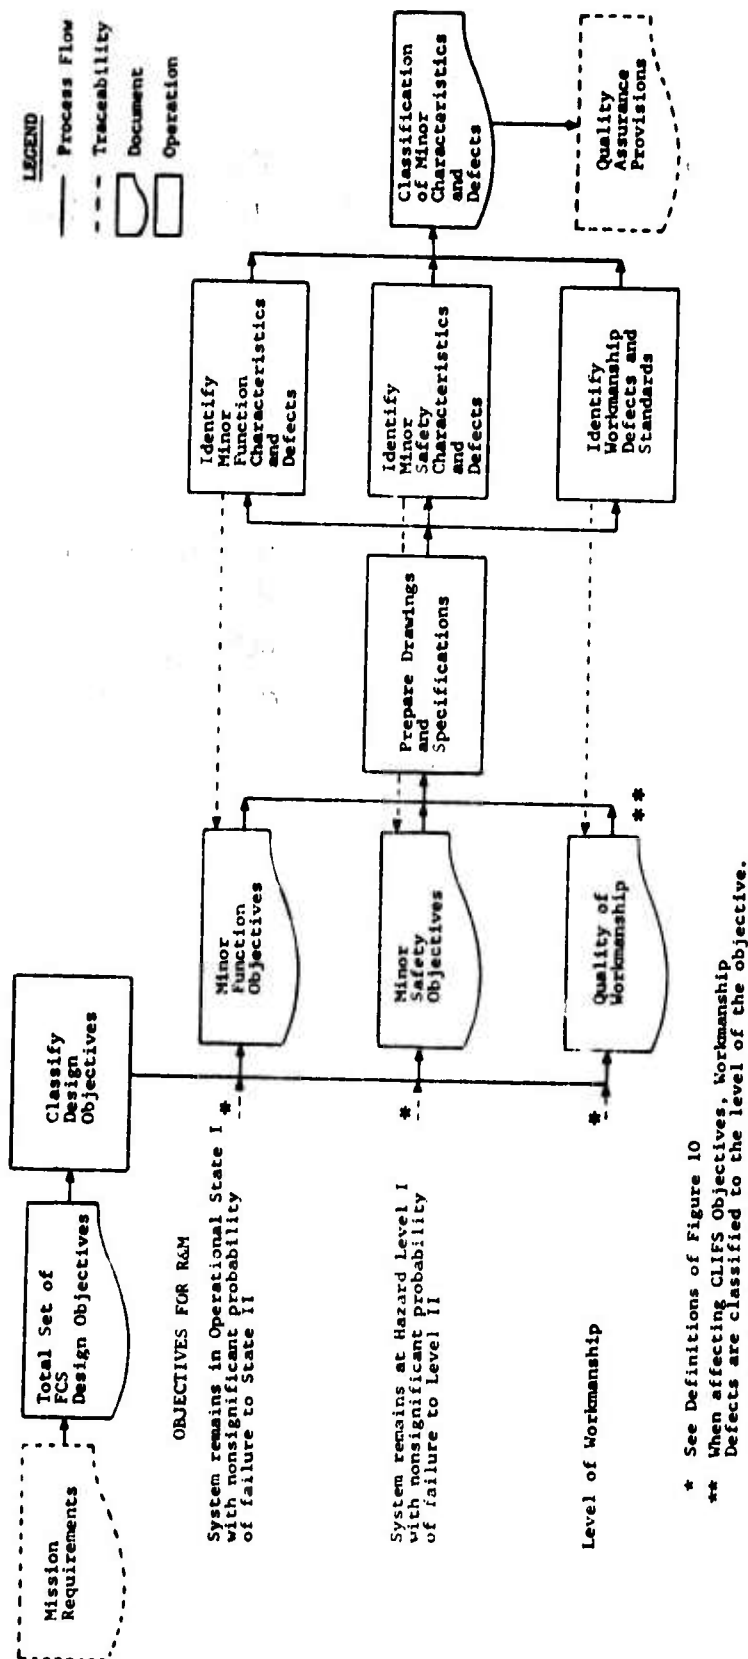 LEGEND
Process Flow
Traceability
Document
Operation
Mission
Requirements
Total Set of
FCS
Design Objectives
Classify
Design
Objectives
OBJECTIVES FOR R&M
System remains in Operational State I
with nonsignificant probability
of failure to State II
*
Minor
Function
Objectives
System remains at Hazard Level I
with nonsignificant probability
of failure to Level II
*
Minor
Safety
Objectives
Level of Workmanship
*
Quality of
Workmanship
**
Prepare Drawings
and
Specifications
Identify
Minor
Function
Characteristics
and
Defects
Identify
Minor
Safety
Characteristics
and
Defects
Identify
Workmanship
Defects and
Standards
Classification
of Minor
Characteristics
and
Defects
Quality
Assurance
Provisions
* See Definitions of Figure 10
** When affecting CLIFS Objectives, Workmanship
Defects are classified to the level of the objective.